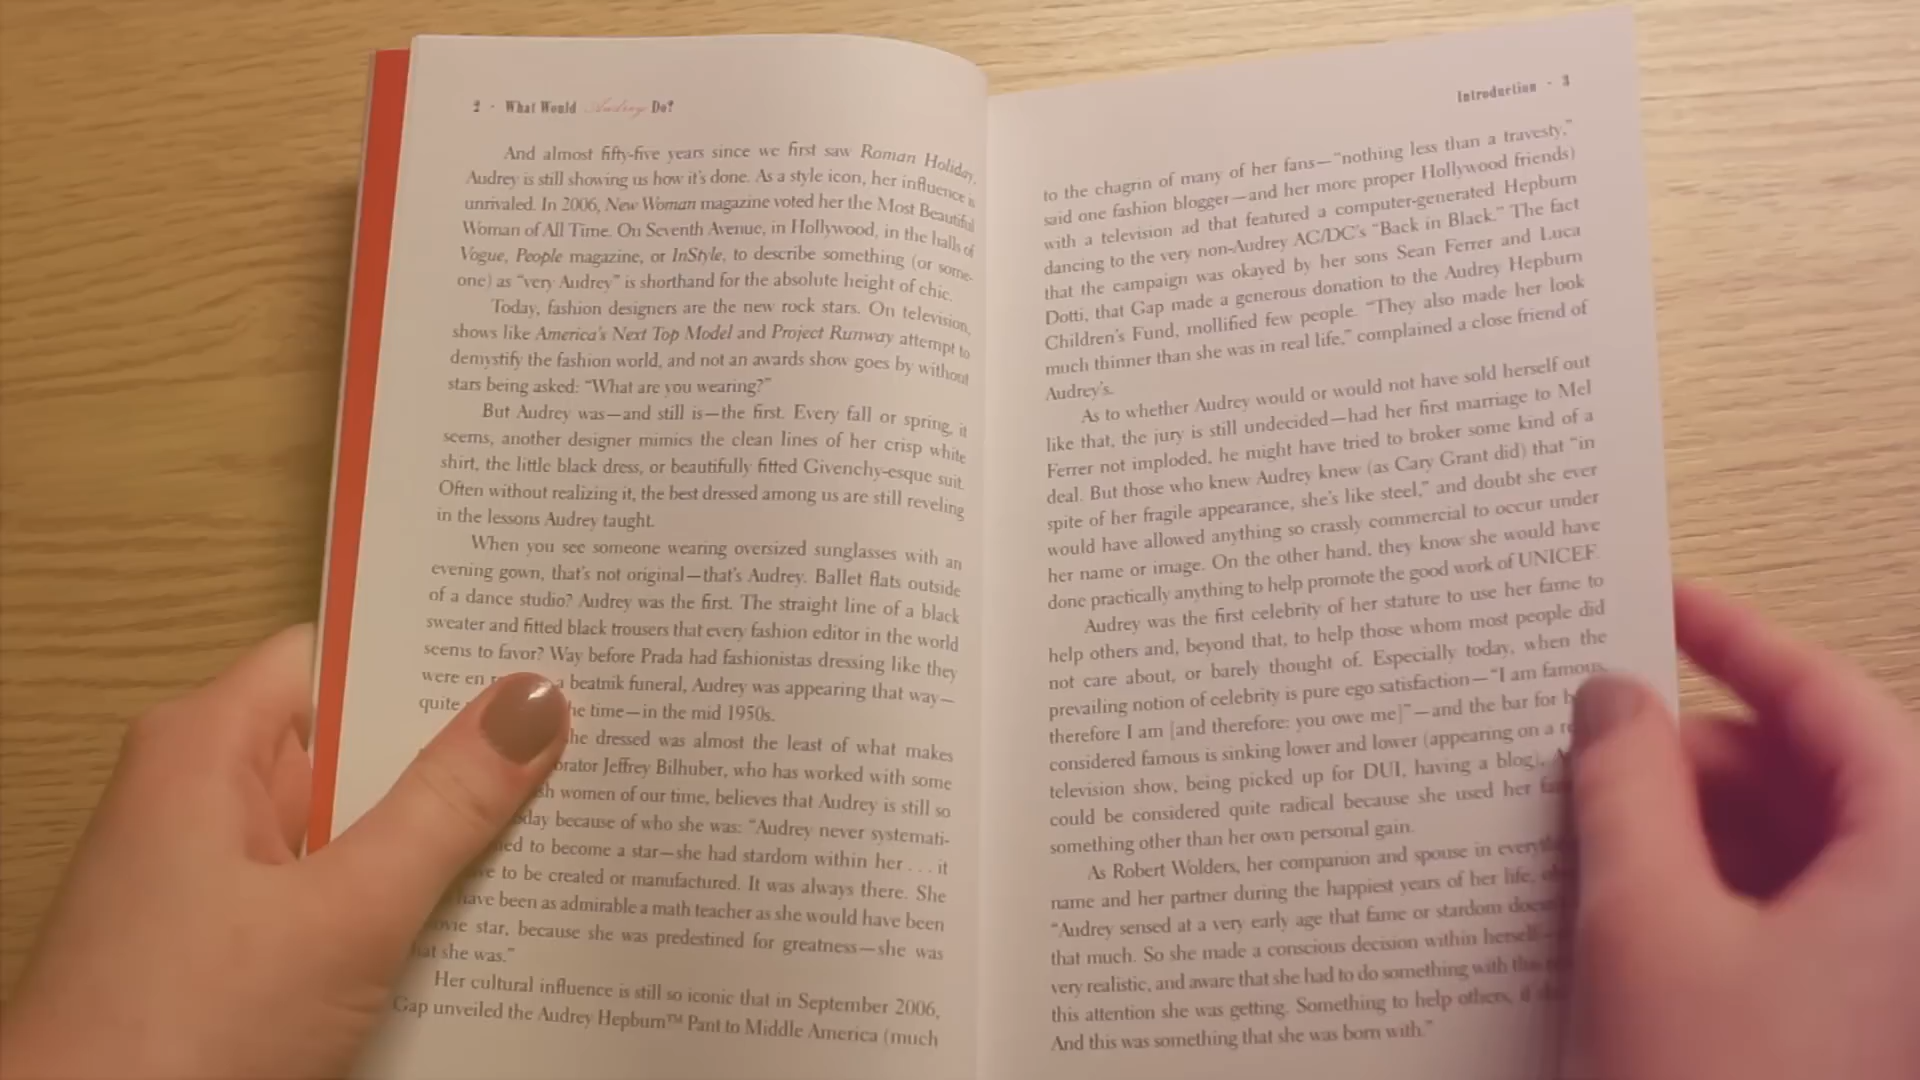 2 · What Would Audrey Do?
And almost fifty-five years since we first saw Roman Holiday,
Audrey is still showing us how it's done. As a style icon, her influence is
unrivaled. In 2006, New Woman magazine voted her the Most Beautiful
Woman of All Time. On Seventh Avenue, in Hollywood, in the halls of
Vogue, People magazine, or InStyle, to describe something (or some-
one) as "very Audrey" is shorthand for the absolute height of chic.
Today, fashion designers are the new rock stars. On television,
shows like America's Next Top Model and Project Runway attempt to
demystify the fashion world, and not an awards show goes by without
stars being asked: "What are you wearing?"
But Audrey was—and still is—the first. Every fall or spring, it
seems, another designer mimics the clean lines of her crisp white
shirt, the little black dress, or beautifully fitted Givenchy-esque suit.
Often without realizing it, the best dressed among us are still reveling
in the lessons Audrey taught.
When you see someone wearing oversized sunglasses with an
evening gown, that's not original—that's Audrey. Ballet flats outside
of a dance studio? Audrey was the first. The straight line of a black
sweater and fitted black trousers that every fashion editor in the world
seems to favor? Way before Prada had fashionistas dressing like they
were en a beatnik funeral, Audrey was appearing that way—
quite the time—in the mid 1950s.
she dressed was almost the least of what makes
Jeffrey Bilhuber, who has worked with some
women of our time, believes that Audrey is still so
because of who she was: "Audrey never systemati-
to become a star—she had stardom within her . . . it
to be created or manufactured. It was always there. She
have been as admirable a math teacher as she would have been
movie star, because she was predestined for greatness—she was
that she was."
Her cultural influence is still so iconic that in September 2006,
Gap unveiled the Audrey Hepburn™ Pant to Middle America (much
Introduction · 3
to the chagrin of many of her fans—"nothing less than a travesty,"
said one fashion blogger—and her more proper Hollywood friends)
with a television ad that featured a computer-generated Hepburn
dancing to the very non-Audrey AC/DC's "Back in Black." The fact
that the campaign was okayed by her sons Sean Ferrer and Luca
Dotti, that Gap made a generous donation to the Audrey Hepburn
Children's Fund, mollified few people. "They also made her look
much thinner than she was in real life," complained a close friend of
Audrey's.
As to whether Audrey would or would not have sold herself out
like that, the jury is still undecided—had her first marriage to Mel
Ferrer not imploded, he might have tried to broker some kind of a
deal. But those who knew Audrey knew (as Cary Grant did) that "in
spite of her fragile appearance, she's like steel," and doubt she ever
would have allowed anything so crassly commercial to occur under
her name or image. On the other hand, they know she would have
done practically anything to help promote the good work of UNICEF.
Audrey was the first celebrity of her stature to use her fame to
help others and, beyond that, to help those whom most people did
not care about, or barely thought of. Especially today, when the
prevailing notion of celebrity is pure ego satisfaction—"I am famous,
therefore I am [and therefore: you owe me]"—and the bar for
considered famous is sinking lower and lower (appearing on a
television show, being picked up for DUI, having a blog),
could be considered quite radical because she used her
something other than her own personal gain.
As Robert Wolders, her companion and spouse in
name and her partner during the happiest years of her life,
"Audrey sensed at a very early age that fame or stardom
that much. So she made a conscious decision within herself
very realistic, and aware that she had to do something with
this attention she was getting. Something to help others, if
And this was something that she was born with."